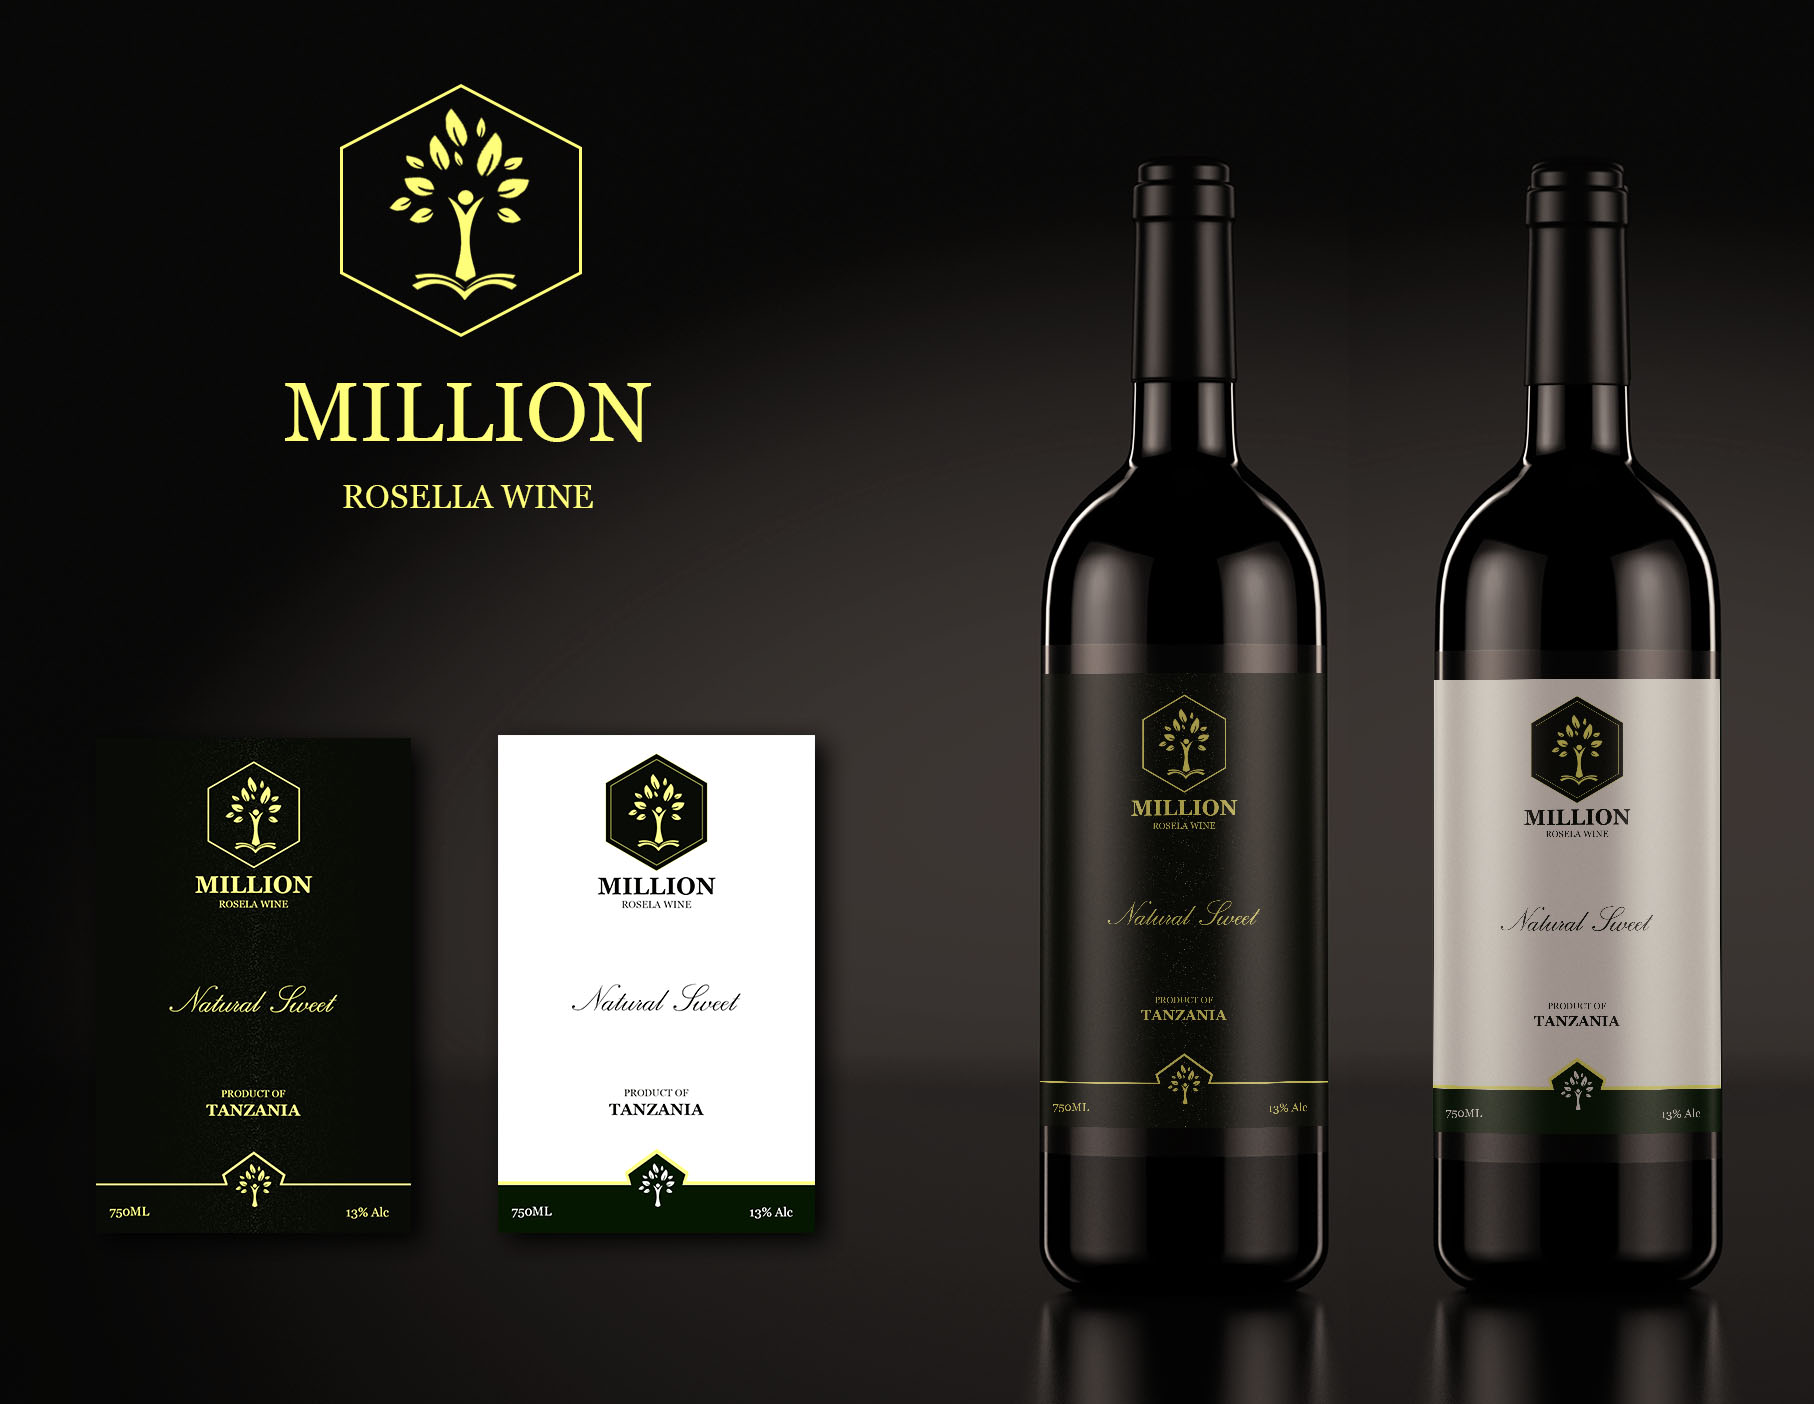 MILLION
ROSELLA WINE
MILLION
ROSELA WINE
Natural Sweet
PRODUCT OF
TANZANIA
750ML
13% Alc
MILLION
ROSELA WINE
Natural Sweet
PRODUCT OF
TANZANIA
750ML
13% Alc
MILLION
ROSELA WINE
Natural Sweet
PRODUCT OF
TANZANIA
750ML
13% Alc
MILLION
ROSELA WINE
Natural Sweet
PRODUCT OF
TANZANIA
750ML
13% Alc